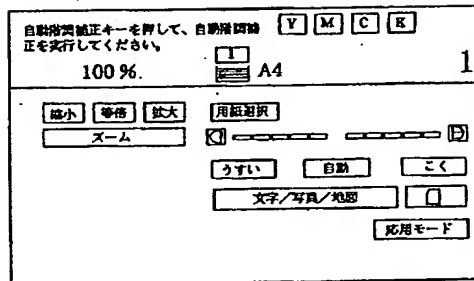 自動階調補正キーを押して、自動階調補
正を実行してください。
Y M C K
1
100 %. A4 1
縮小 等倍 拡大 用紙選択
ズーム
うすい 自動 こく
文字/写真/地図
応用モード